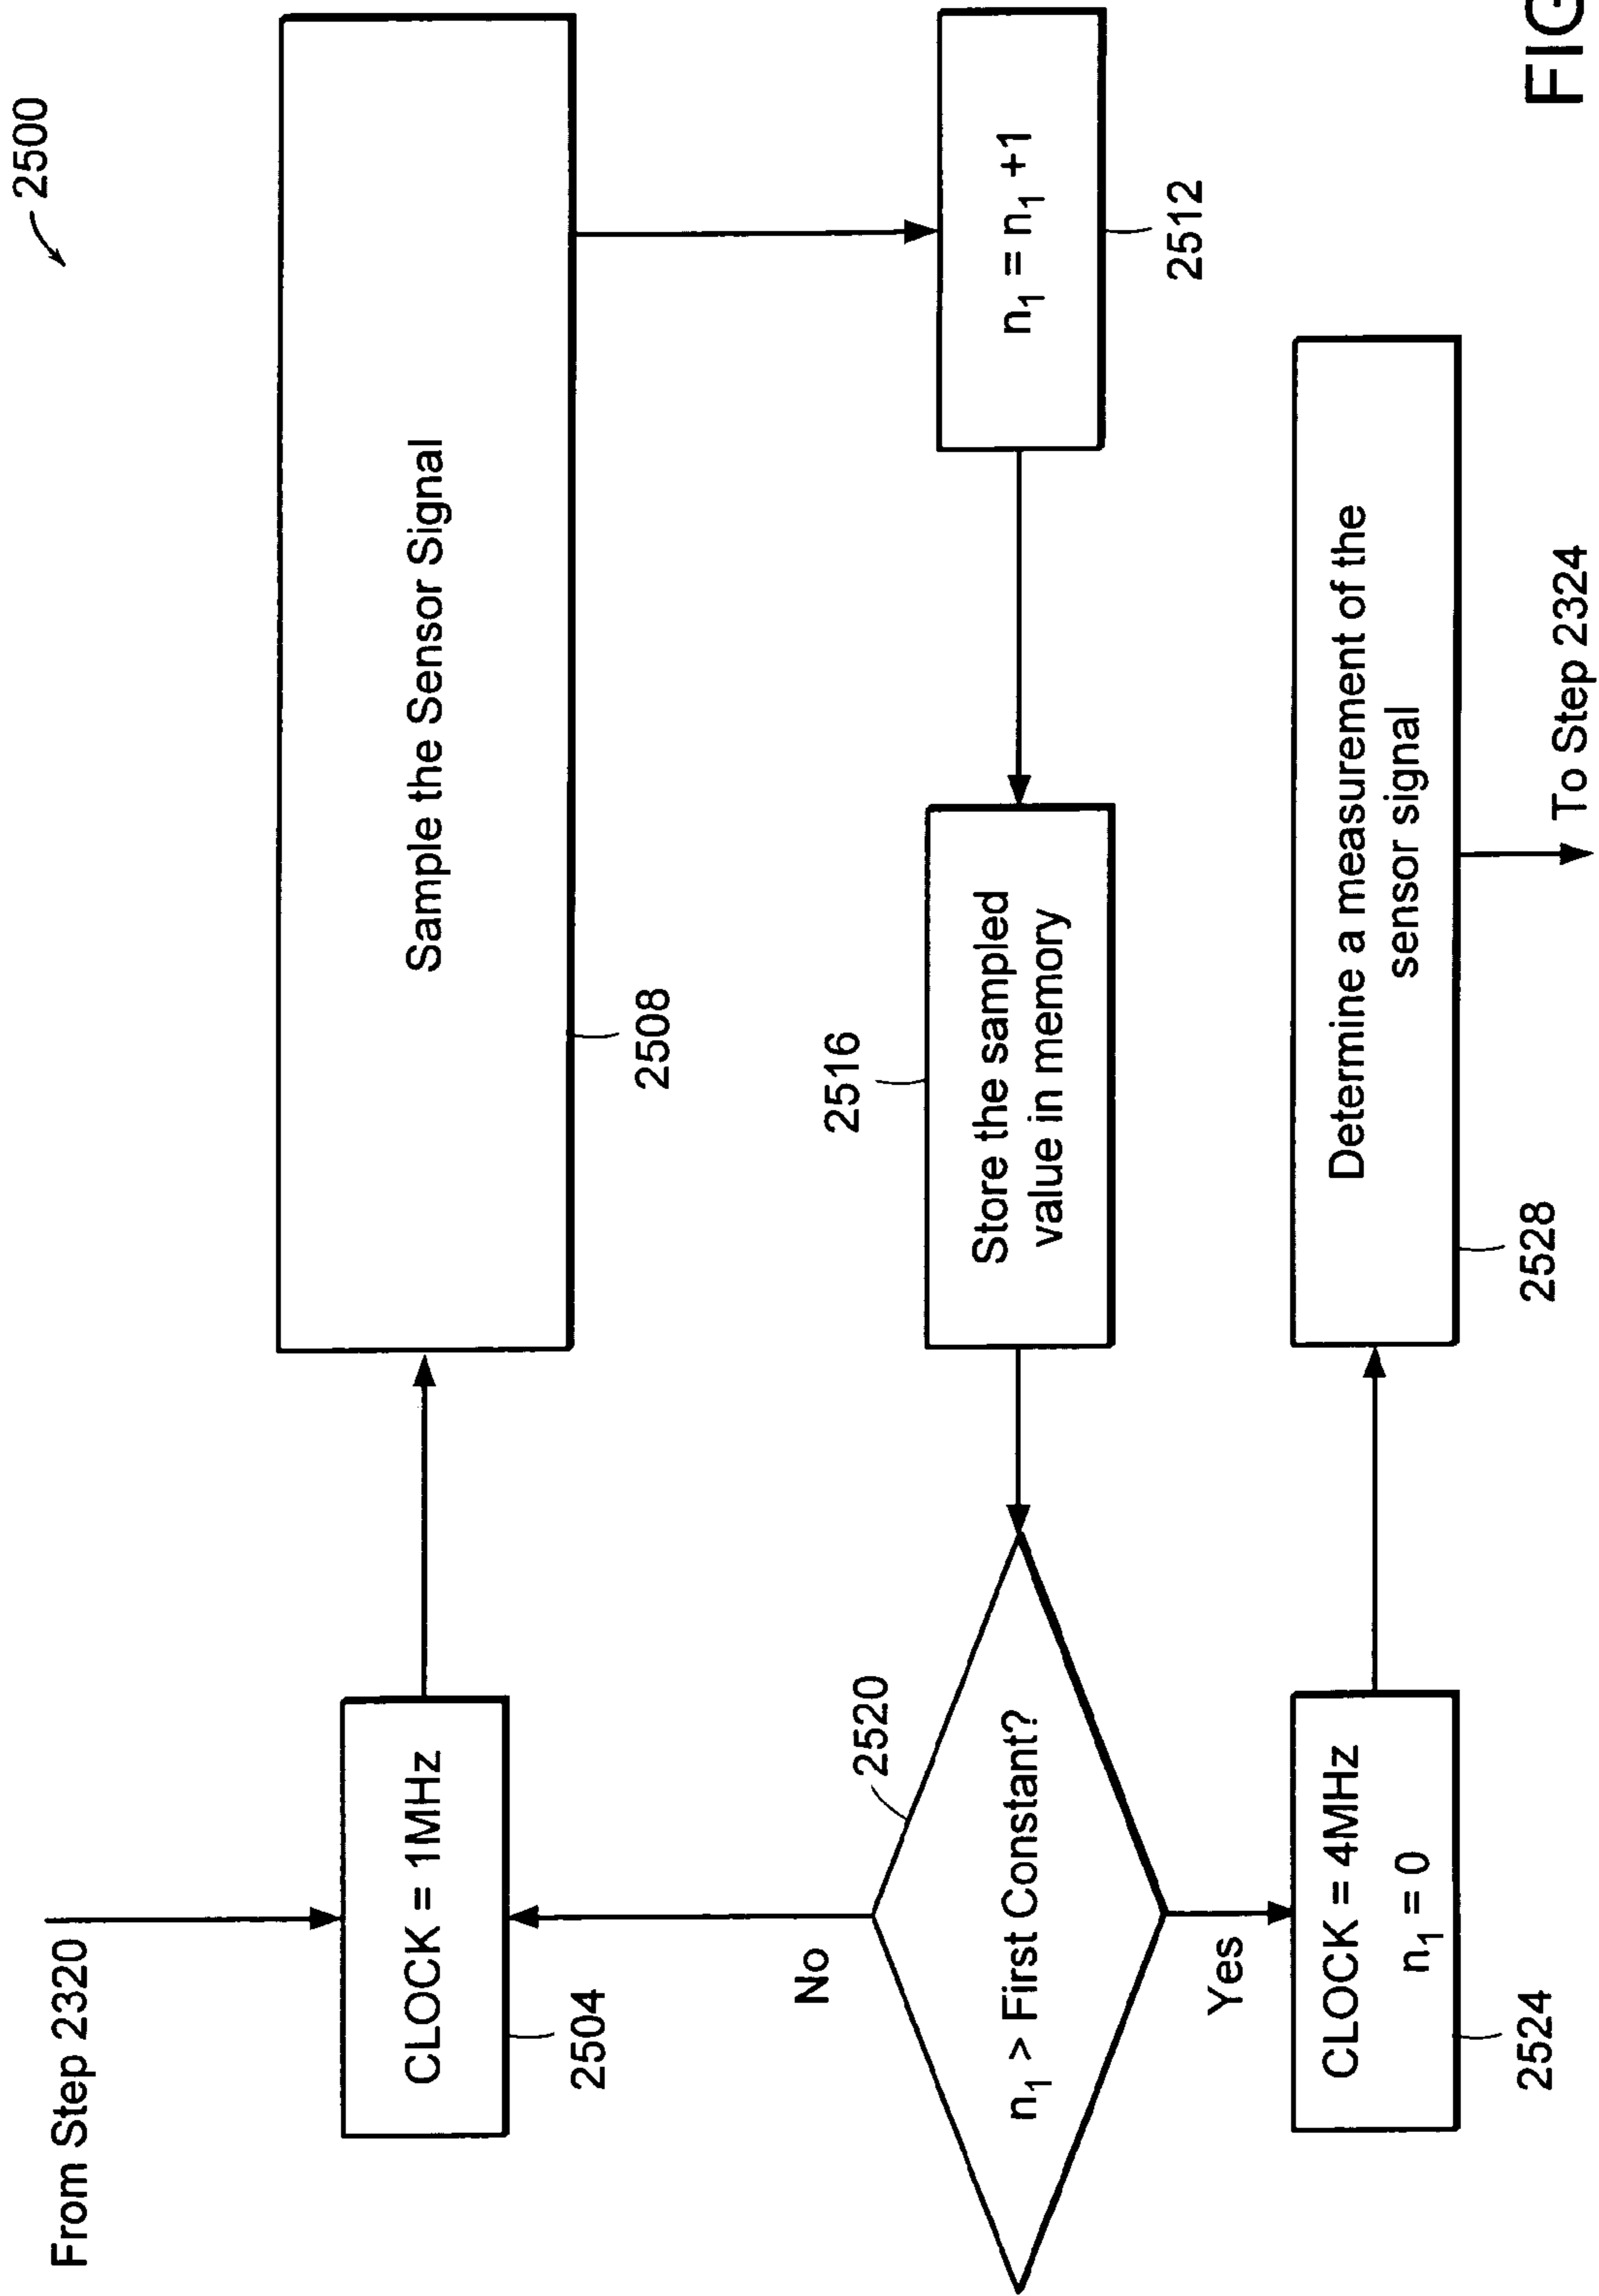 2500
From Step 2320
CLOCK = 1MHz
2504
Sample the Sensor Signal
2508
n₁ = n₁ +1
2512
2516
Store the sampled
value in memory
2520
n₁ > First Constant?
No
Yes
CLOCK = 4MHz
n₁ = 0
2524
Determine a measurement of the
sensor signal
2528
To Step 2324
FIG